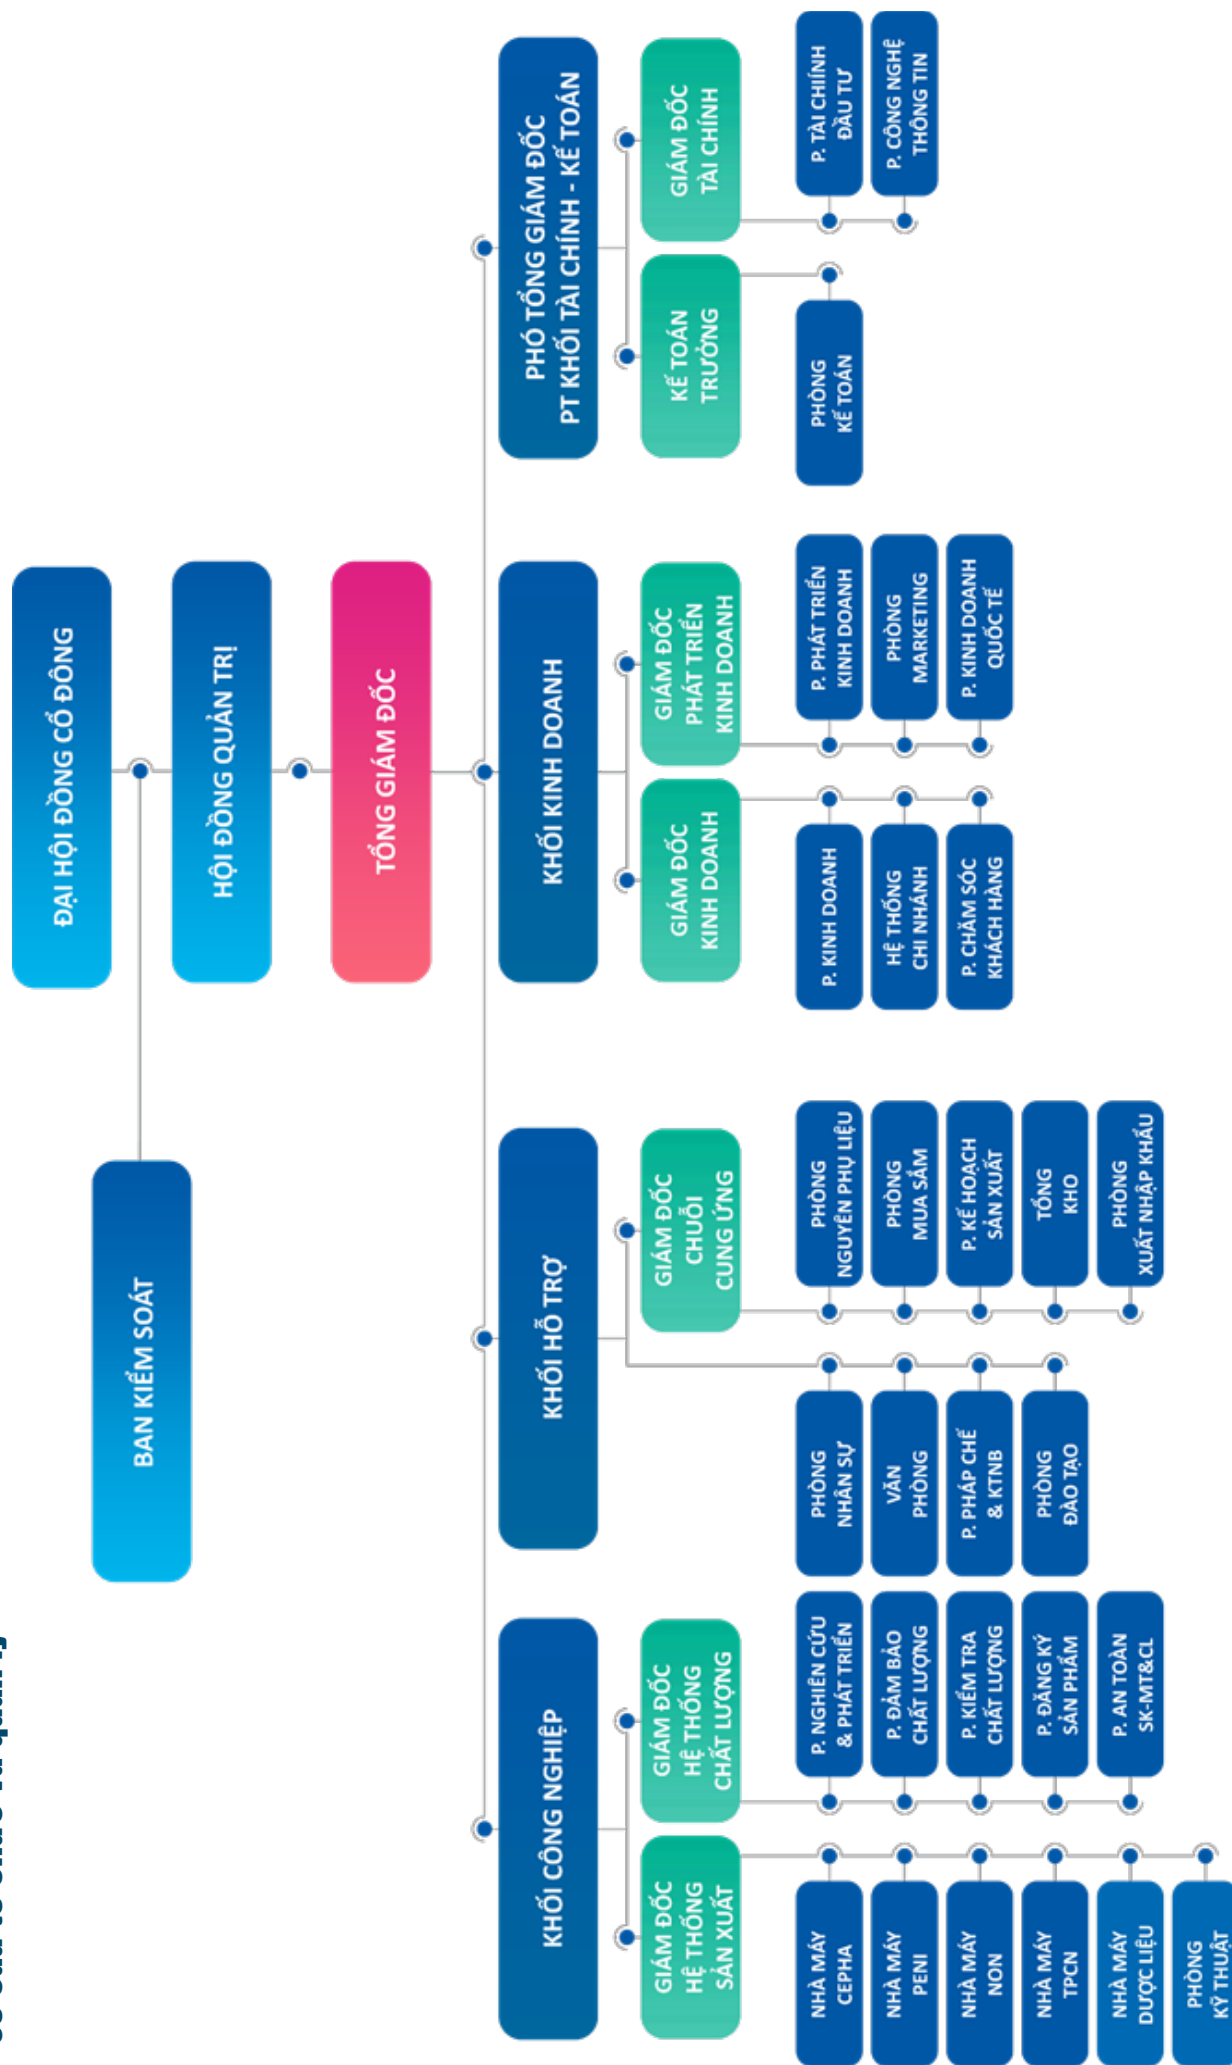 ĐẠI HỘI ĐỒNG CỔ ĐÔNG
BAN KIỂM SOÁT
HỘI ĐỒNG QUẢN TRỊ
TỔNG GIÁM ĐỐC
KHỐI CÔNG NGHIỆP
GIÁM ĐỐC
HỆ THỐNG
SẢN XUẤT
NHÀ MÁY
CEPHA
NHÀ MÁY
PENI
NHÀ MÁY
NON
NHÀ MÁY
TPCN
NHÀ MÁY
DƯỢC LIỆU
PHÒNG
KỸ THUẬT
GIÁM ĐỐC
HỆ THỐNG
CHẤT LƯỢNG
P. NGHIÊN CỨU
& PHÁT TRIỂN
P. ĐẢM BẢO
CHẤT LƯỢNG
P. KIỂM TRA
CHẤT LƯỢNG
P. ĐĂNG KÝ
SẢN PHẨM
P. AN TOÀN
SK-MT&CL
KHỐI HỖ TRỢ
PHÒNG
NHÂN SỰ
VĂN
PHÒNG
P. PHÁP CHẾ
& KTNB
PHÒNG
ĐÀO TẠO
GIÁM ĐỐC
CHUỖI
CUNG ỨNG
PHÒNG
NGUYÊN PHỤ LIỆU
PHÒNG
MUA SẮM
P. KẾ HOẠCH
SẢN XUẤT
TỔNG
KHO
PHÒNG
XUẤT NHẬP KHẨU
KHỐI KINH DOANH
GIÁM ĐỐC
KINH DOANH
P. KINH DOANH
HỆ THỐNG
CHI NHÁNH
P. CHĂM SÓC
KHÁCH HÀNG
GIÁM ĐỐC
PHÁT TRIỂN
KINH DOANH
P. PHÁT TRIỂN
KINH DOANH
PHÒNG
MARKETING
P. KINH DOANH
QUỐC TẾ
PHÓ TỔNG GIÁM ĐỐC
PT KHỐI TÀI CHÍNH - KẾ TOÁN
KẾ TOÁN
TRƯỞNG
PHÒNG
KẾ TOÁN
GIÁM ĐỐC
TÀI CHÍNH
P. TÀI CHIÍNH
ĐẦU TƯ
P. CÔNG NGHỆ
THÔNG TIN